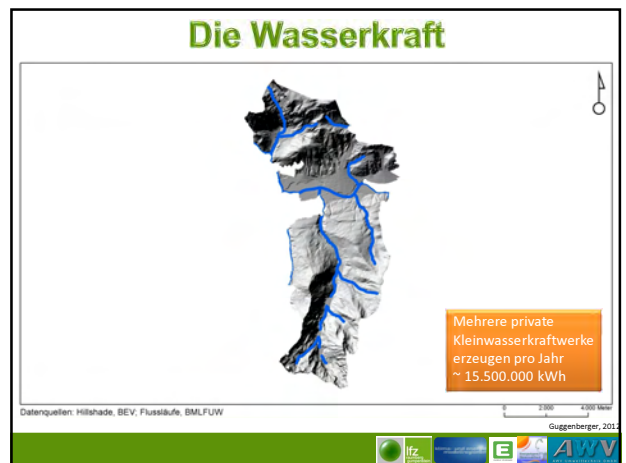 Die Wasserkraft
Mehrere private
Kleinwasserkraftwerke
erzeugen pro Jahr
~ 15.500.000 kWh
Datenquellen: Hillshade, BEV; Flussläufe, BMLFUW
0 2.000 4.000 Meter
Guggenberger, 2012
lfz
E
AWV